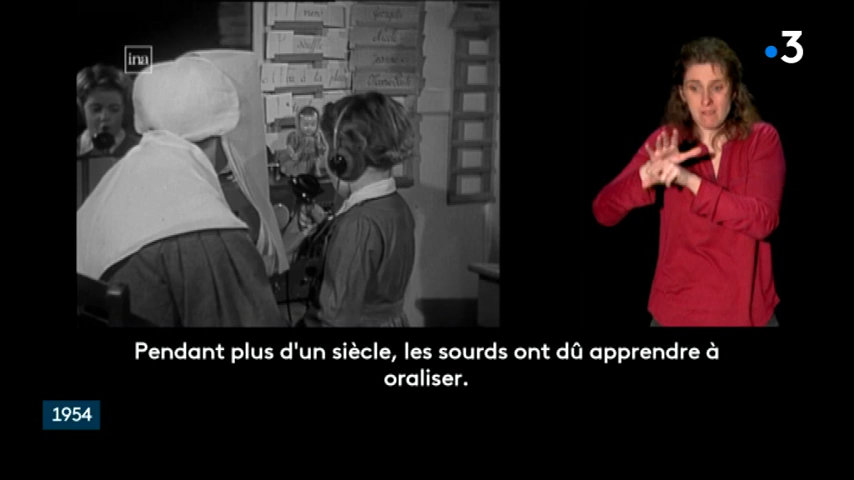 ina
3
Pendant plus d'un siècle, les sourds ont dû apprendre à
oraliser.
1954